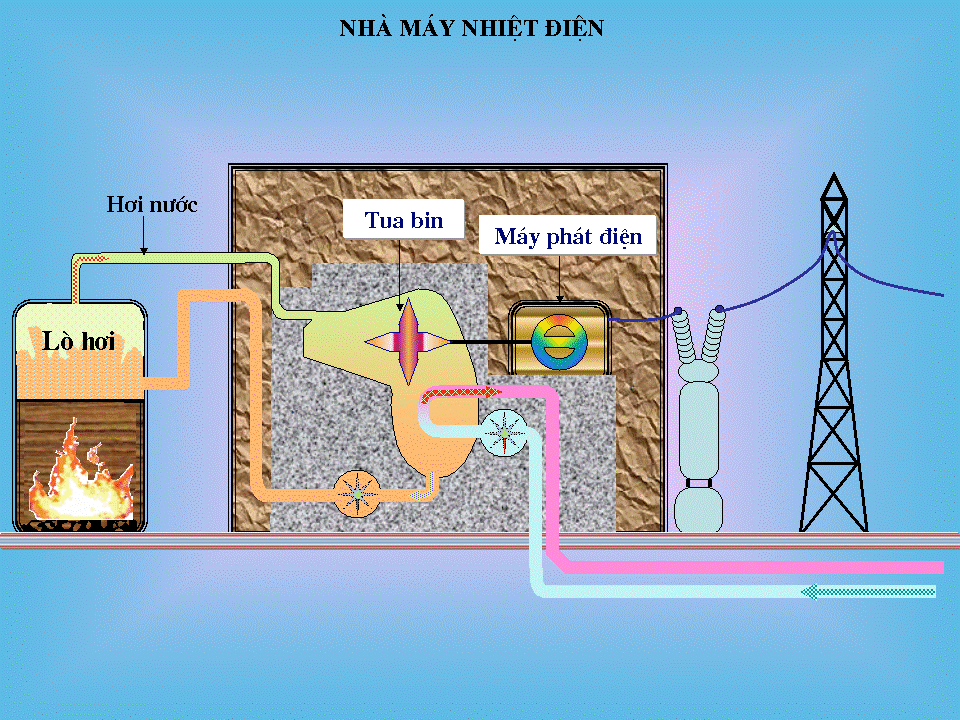 NHÀ MÁY NHIỆT ĐIỆN
Hơi nước
Tua bin
Máy phát điện
Lò hơi